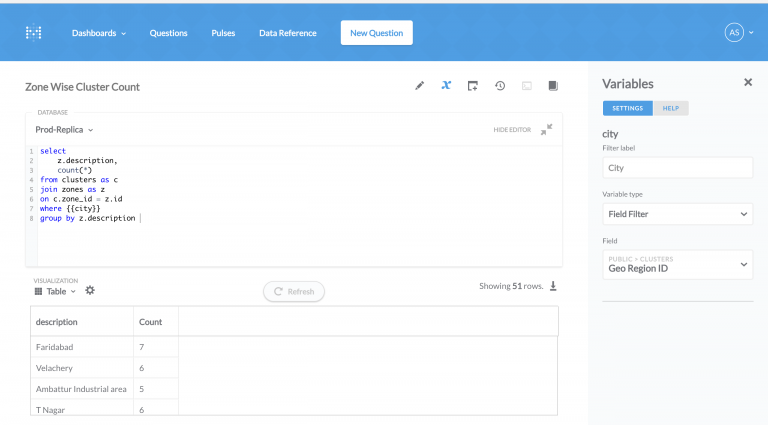 Dashboards Questions Pulses Data Reference New Question AS
Zone Wise Cluster Count
DATABASE
Prod-Replica
HIDE EDITOR
1 select
2 z.description,
3 count(*)
4 from clusters as c
5 join zones as z
6 on c.zone_id = z.id
7 where {{city}}
8 group by z.description
VISUALIZATION
Table
Refresh
Showing 51 rows.
description Count
Faridabad 7
Velachery 6
Ambattur Industrial area 5
T Nagar 6
Variables
SETTINGS HELP
city
Filter label
City
Variable type
Field Filter
Field
PUBLIC > CLUSTERS
Geo Region ID